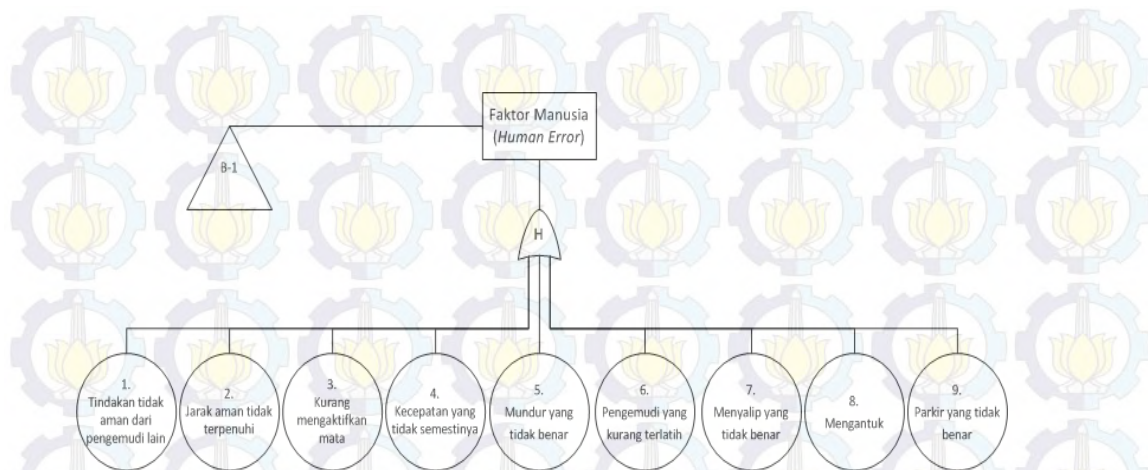 Faktor Manusia
(Human Error)
B-1
H
1.
Tindakan tidak
aman dari
pengemudi lain
2.
Jarak aman tidak
terpenuhi
3.
Kurang
mengaktifkan
mata
4.
Kecepatan yang
tidak semestinya
5.
Mundur yang
tidak benar
6.
Pengemudi yang
kurang terlatih
7.
Menyalip yang
tidak benar
8.
Mengantuk
9.
Parkir yang tidak
benar